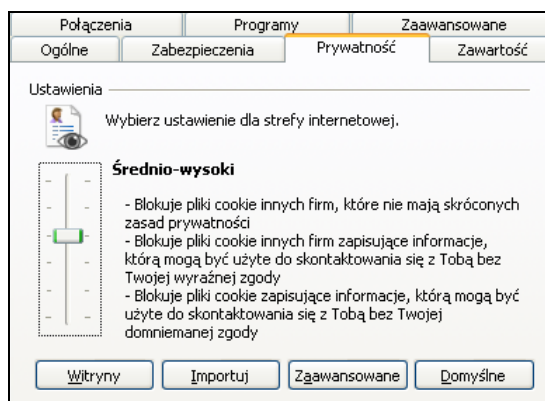 Połączenia Programy Zaawansowane
Ogólne Zabezpieczenia Prywatność Zawartość
Ustawienia
Wybierz ustawienie dla strefy internetowej.
Średnio-wysoki
- Blokuje pliki cookie innych firm, które nie mają skróconych
zasad prywatności
- Blokuje pliki cookie innych firm zapisujące informacje,
którą mogą być użyte do skontaktowania się z Tobą bez
Twojej wyraźnej zgody
- Blokuje pliki cookie zapisujące informacje, którą mogą być
użyte do skontaktowania się z Tobą bez Twojej
domniemanej zgody
Witryny Importuj Zaawansowane Domyślne